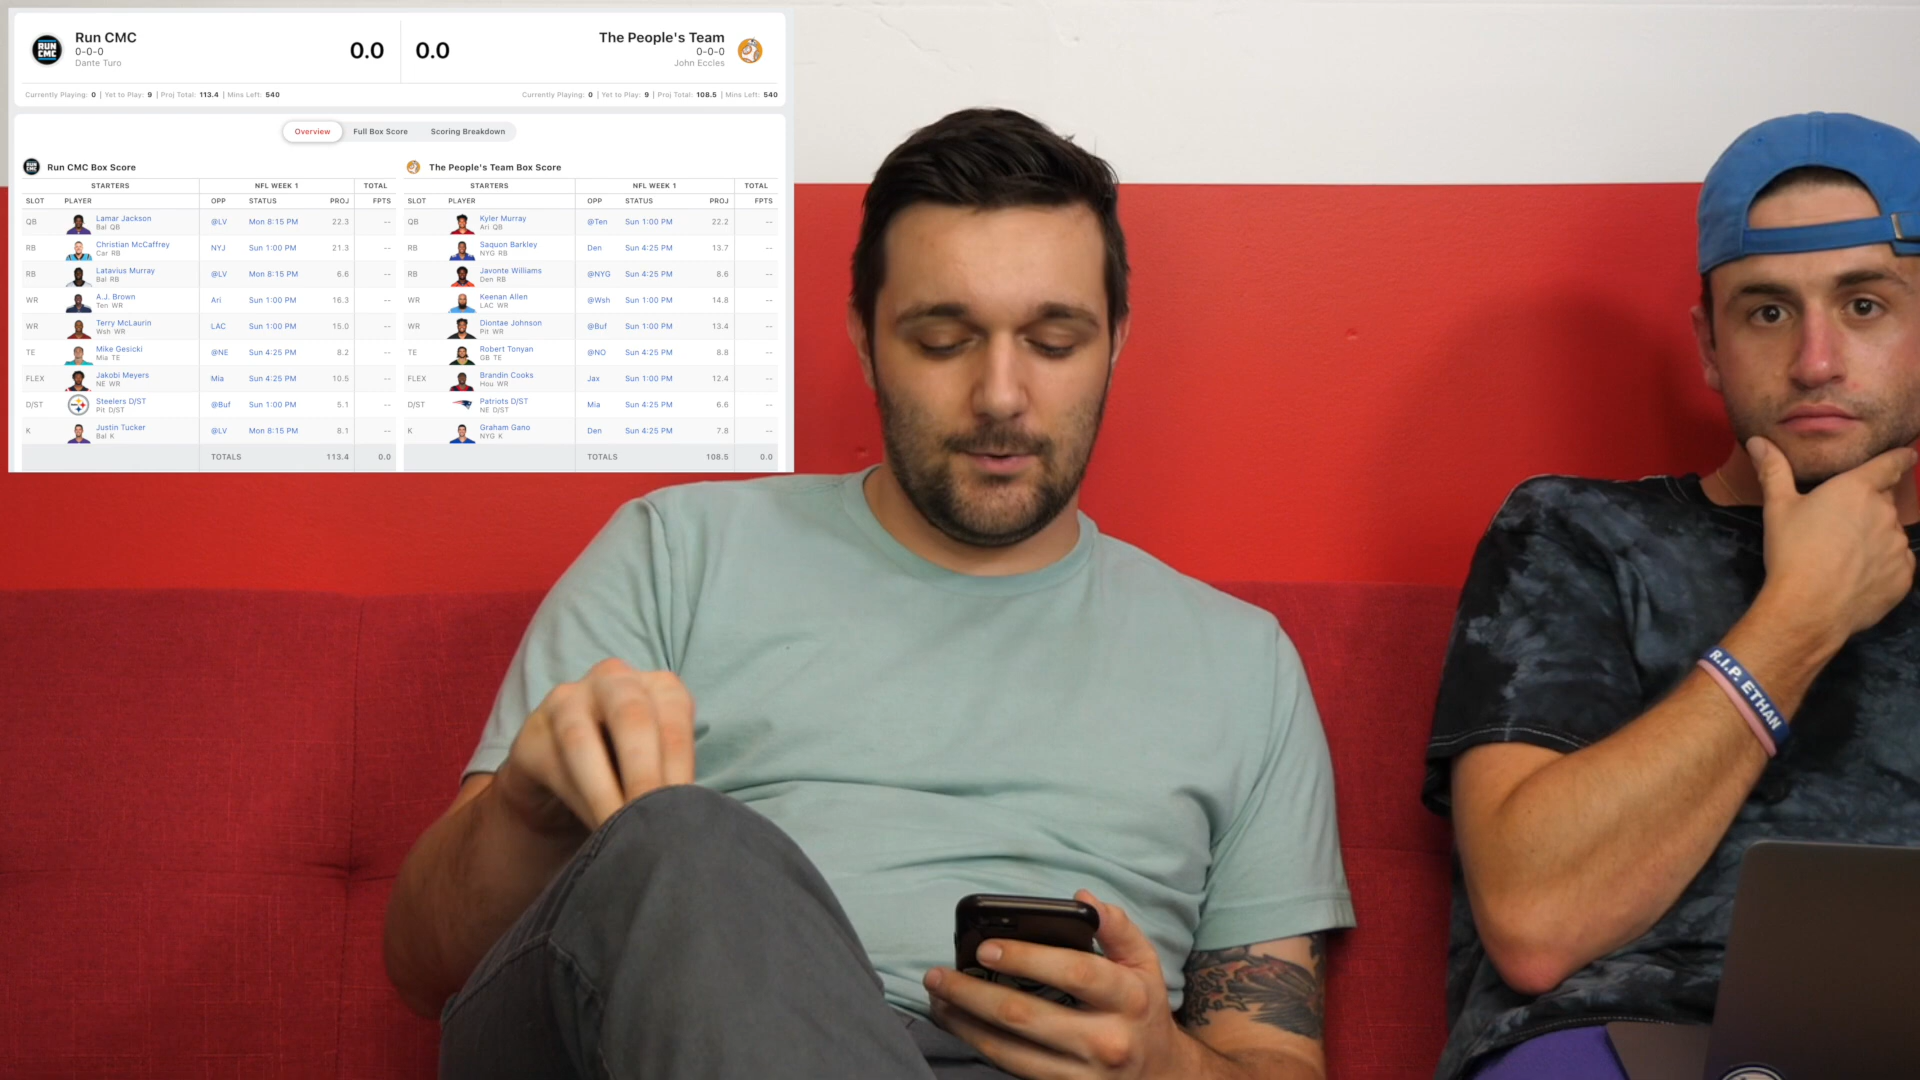 RUN CMC
Run CMC
0-0-0
Dante Turo
0.0
0.0
The People's Team
0-0-0
John Eccles
Currently Playing: 0 | Yet to Play: 9 | Proj Total: 113.4 | Mins Left: 540
Currently Playing: 0 | Yet to Play: 9 | Proj Total: 108.5 | Mins Left: 540
Overview Full Box Score Scoring Breakdown
Run CMC Box Score
STARTERS NFL WEEK 1 TOTAL
SLOT PLAYER OPP STATUS PROJ FPTS
QB Lamar Jackson @LV Mon 8:15 PM 22.3 --
Bal QB
RB Christian McCaffrey NYJ Sun 1:00 PM 21.3 --
Car RB
RB Latavius Murray @LV Mon 8:15 PM 6.6 --
Bal RB
WR A.J. Brown Ari Sun 1:00 PM 16.3 --
Ten WR
WR Terry McLaurin LAC Sun 1:00 PM 15.0 --
Wsh WR
TE Mike Gesicki @NE Sun 4:25 PM 8.2 --
Mia TE
FLEX Jakobi Meyers Mia Sun 4:25 PM 10.5 --
NE WR
D/ST Steelers D/ST @Buf Sun 1:00 PM 5.1 --
Pit D/ST
K Justin Tucker @LV Mon 8:15 PM 8.1 --
Bal K
TOTALS 113.4 0.0
The People's Team Box Score
STARTERS NFL WEEK 1 TOTAL
SLOT PLAYER OPP STATUS PROJ FPTS
QB Kyler Murray @Ten Sun 1:00 PM 22.2 --
Ari QB
RB Saquon Barkley Den Sun 4:25 PM 13.7 --
NYG RB
RB Javonte Williams @NYG Sun 4:25 PM 8.6 --
Den RB
WR Keenan Allen @Wsh Sun 1:00 PM 14.8 --
LAC WR
WR Diontae Johnson @Buf Sun 1:00 PM 13.4 --
Pit WR
TE Robert Tonyan @NO Sun 4:25 PM 8.8 --
GB TE
FLEX Brandin Cooks Jax Sun 1:00 PM 12.4 --
Hou WR
D/ST Patriots D/ST Mia Sun 4:25 PM 6.6 --
NE D/ST
K Graham Gano Den Sun 4:25 PM 7.8 --
NYG K
TOTALS 108.5 0.0
R.I.P. ETHAN